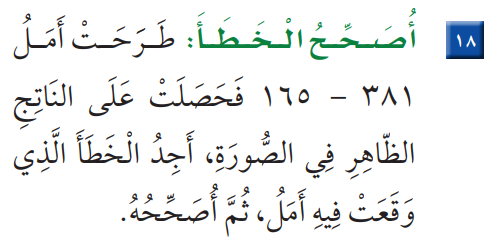 ١٨ أُصَحِّحُ الْخَطَأَ: طَرَحَتْ أَمَلُ
٣٨١ – ١٦٥ فَحَصَلَتْ عَلَى النَاتِجِ
الظّاهِرِ فِي الصُّورَةِ، أَجِدُ الْخَطَأَ الَّذِي
وَقَعَتْ فِيهِ أَمَلُ، ثُمَّ أُصَحِّحُهُ.